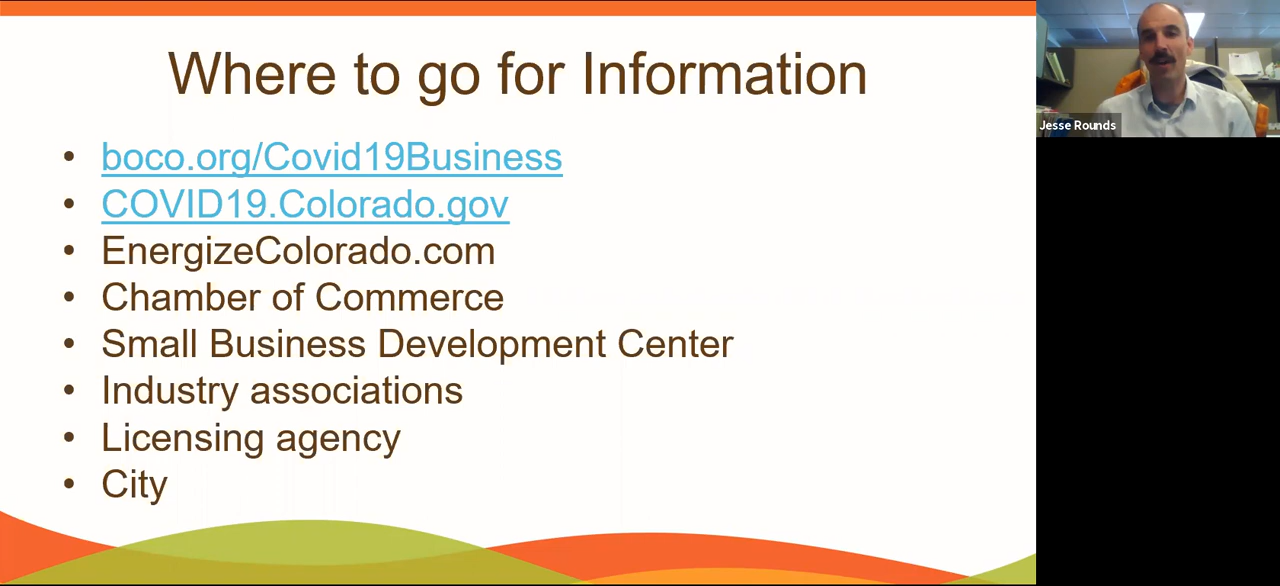 Where to go for Information
boco.org/Covid19Business
COVID19.Colorado.gov
EnergizeColorado.com
Chamber of Commerce
Small Business Development Center
Industry associations
Licensing agency
City
Jesse Rounds